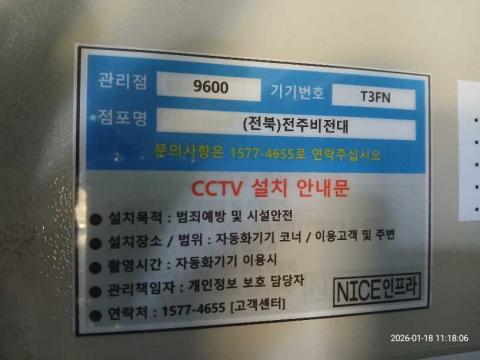 관리점 9600 기기번호 T3FN
점포명 (전북)전주비전대
문의사항은 1577-4655로 연락주십시오
CCTV 설치 안내문
● 설치목적 : 범죄예방 및 시설안전
● 설치장소 / 범위 : 자동화기기 코너 / 이용고객 및 주변
● 촬영시간 : 자동화기기 이용시
● 관리책임자 : 개인정보 보호 담당자
● 연락처 : 1577-4655 [고객센터]
NICE인프라
2026-01-18 11:18:06